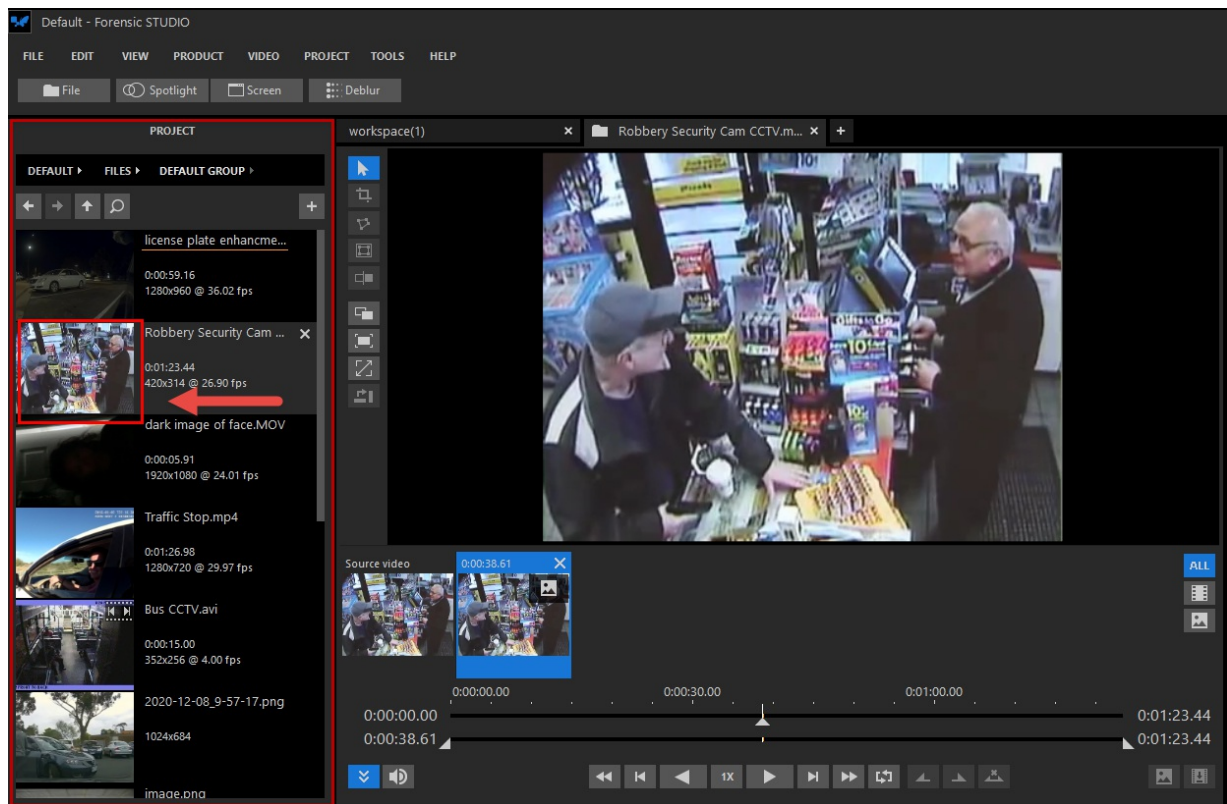 Default - Forensic STUDIO
FILE EDIT VIEW PRODUCT VIDEO PROJECT TOOLS HELP
File Spotlight Screen Deblur
PROJECT
DEFAULT FILES DEFAULT GROUP
license plate enhancme...
0:00:59.16
1280x960 @ 36.02 fps
Robbery Security Cam ...
0:01:23.44
420x314 @ 26.90 fps
dark image of face.MOV
0:00:05.91
1920x1080 @ 24.01 fps
Traffic Stop.mp4
0:01:26.98
1280x720 @ 29.97 fps
Bus CCTV.avi
0:00:15.00
352x256 @ 4.00 fps
2020-12-08_9-57-17.png
1024x684
image.png
workspace(1) Robbery Security Cam CCTV.m...
Gifts to Go
10
Source video 0:00:38.61
ALL
0:00:00.00 0:00:30.00 0:01:00.00
0:00:00.00 0:01:23.44
0:00:38.61 0:01:23.44
1X